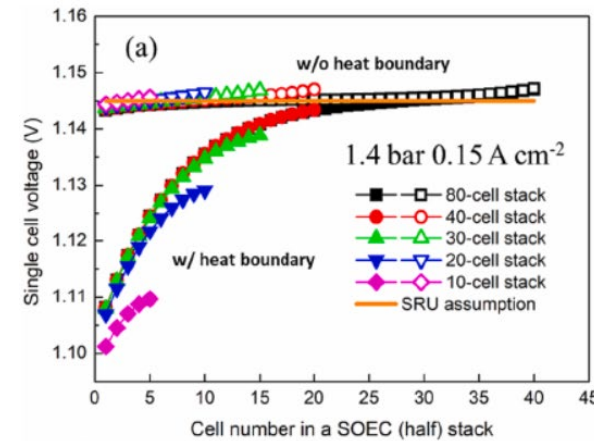 (a)
w/o heat boundary
1.4 bar 0.15 A cm⁻²
80-cell stack
40-cell stack
30-cell stack
20-cell stack
10-cell stack
SRU assumption
w/ heat boundary
Single cell voltage (V)
1.16
1.15
1.14
1.13
1.12
1.11
1.10
0 5 10 15 20 25 30 35 40 45
Cell number in a SOEC (half) stack